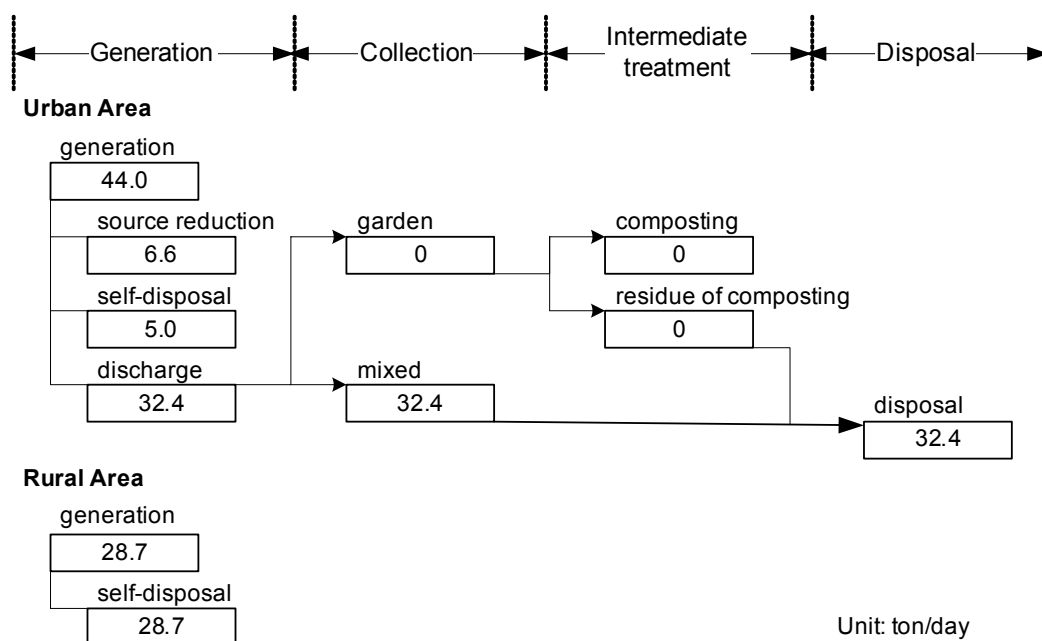 Generation
Collection
Intermediate
treatment
Disposal
Urban Area
generation
44.0
source reduction
6.6
garden
0
composting
0
self-disposal
5.0
residue of composting
0
discharge
32.4
mixed
32.4
disposal
32.4
Rural Area
generation
28.7
self-disposal
28.7
Unit: ton/day